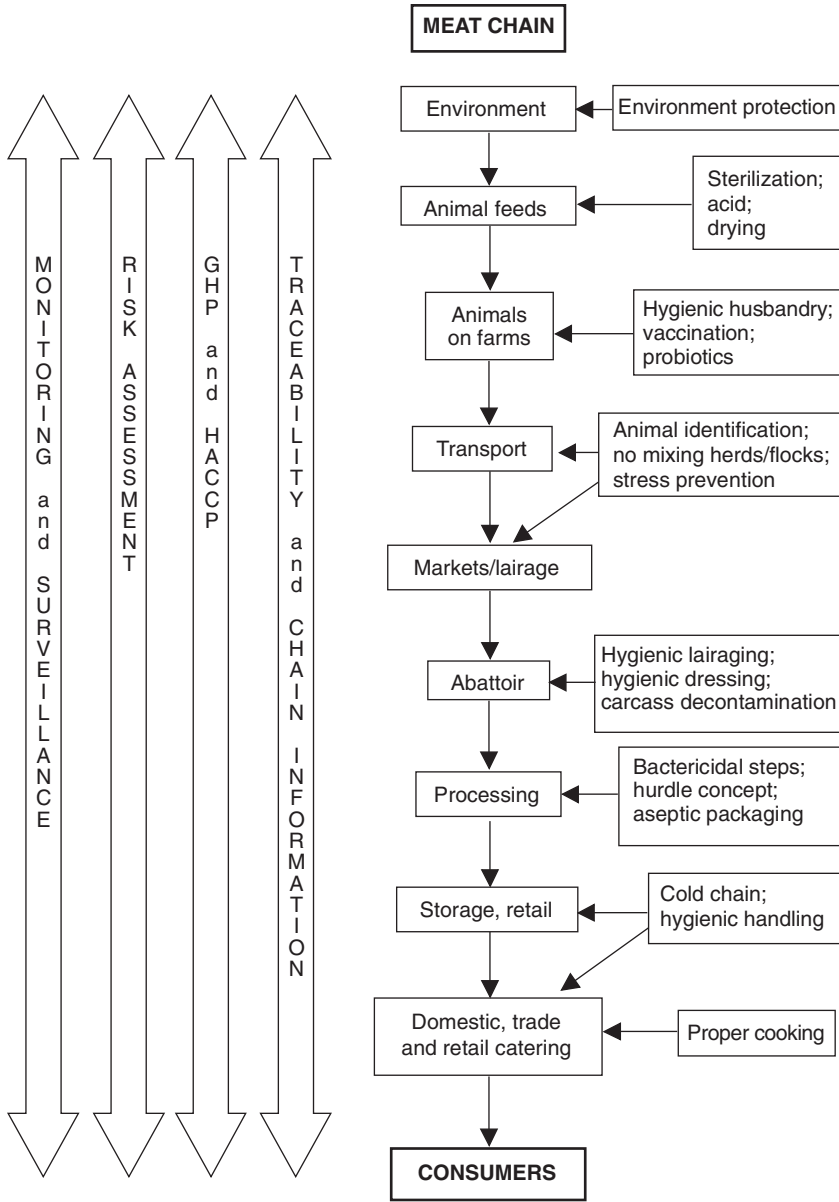 MEAT CHAIN
MONITORING and SURVEILLANCE
RISK ASSESSMENT
GHP and HACCP
TRACEABILITY and CHAIN INFORMATION
Environment
Environment protection
Animal feeds
Sterilization;
acid;
drying
Animals
on farms
Hygienic husbandry;
vaccination;
probiotics
Transport
Animal identification;
no mixing herds/flocks;
stress prevention
Markets/lairage
Abattoir
Hygienic lairaging;
hygienic dressing;
carcass decontamination
Processing
Bactericidal steps;
hurdle concept;
aseptic packaging
Storage, retail
Cold chain;
hygienic handling
Domestic, trade
and retail catering
Proper cooking
CONSUMERS